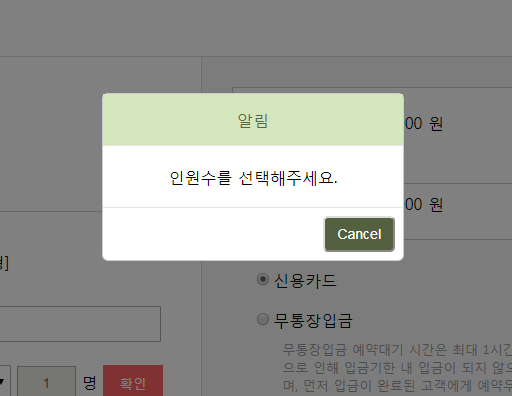 알림
00 원
인원수를 선택해주세요.
00 원
Cancel
]
신용카드
무통장입금
무통장입금 예약대기 시간은 최대 1시간
으로 인해 입금기한 내 입금이 되지 않으
며, 먼저 입금이 완료된 고객에게 예약우
1 명 확인